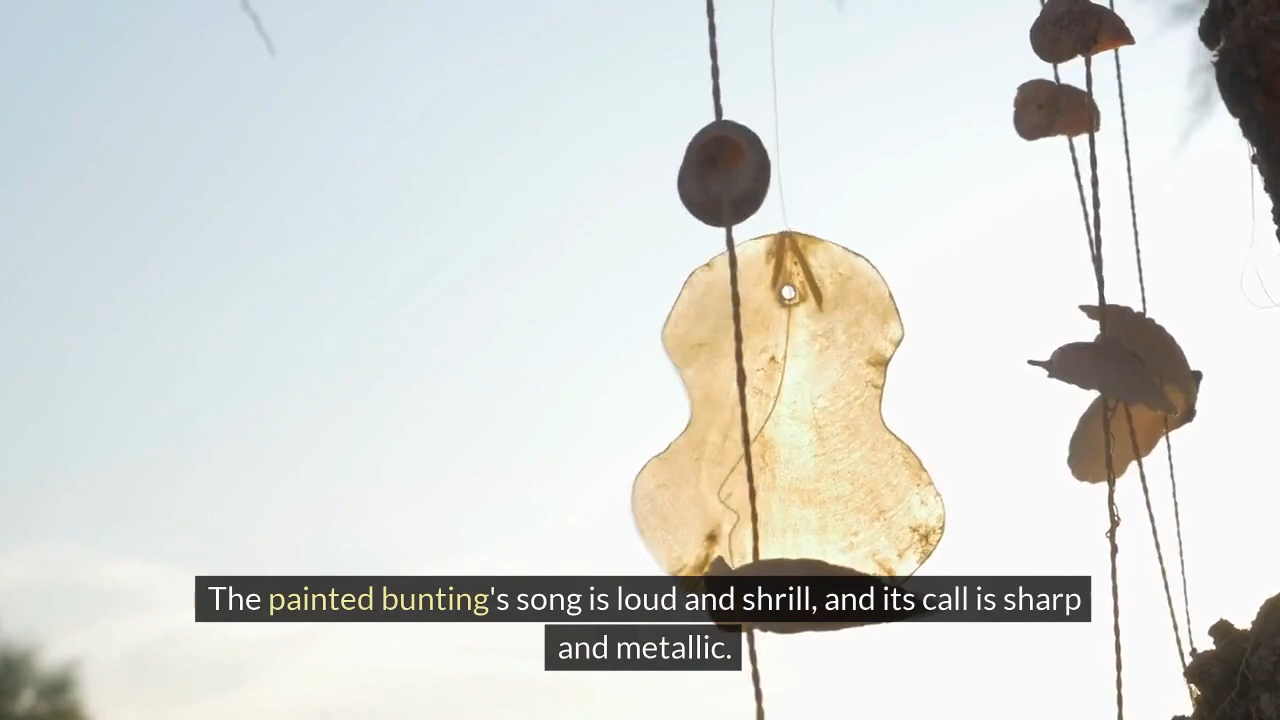 The painted bunting's song is loud and shrill, and its call is sharp
and metallic.